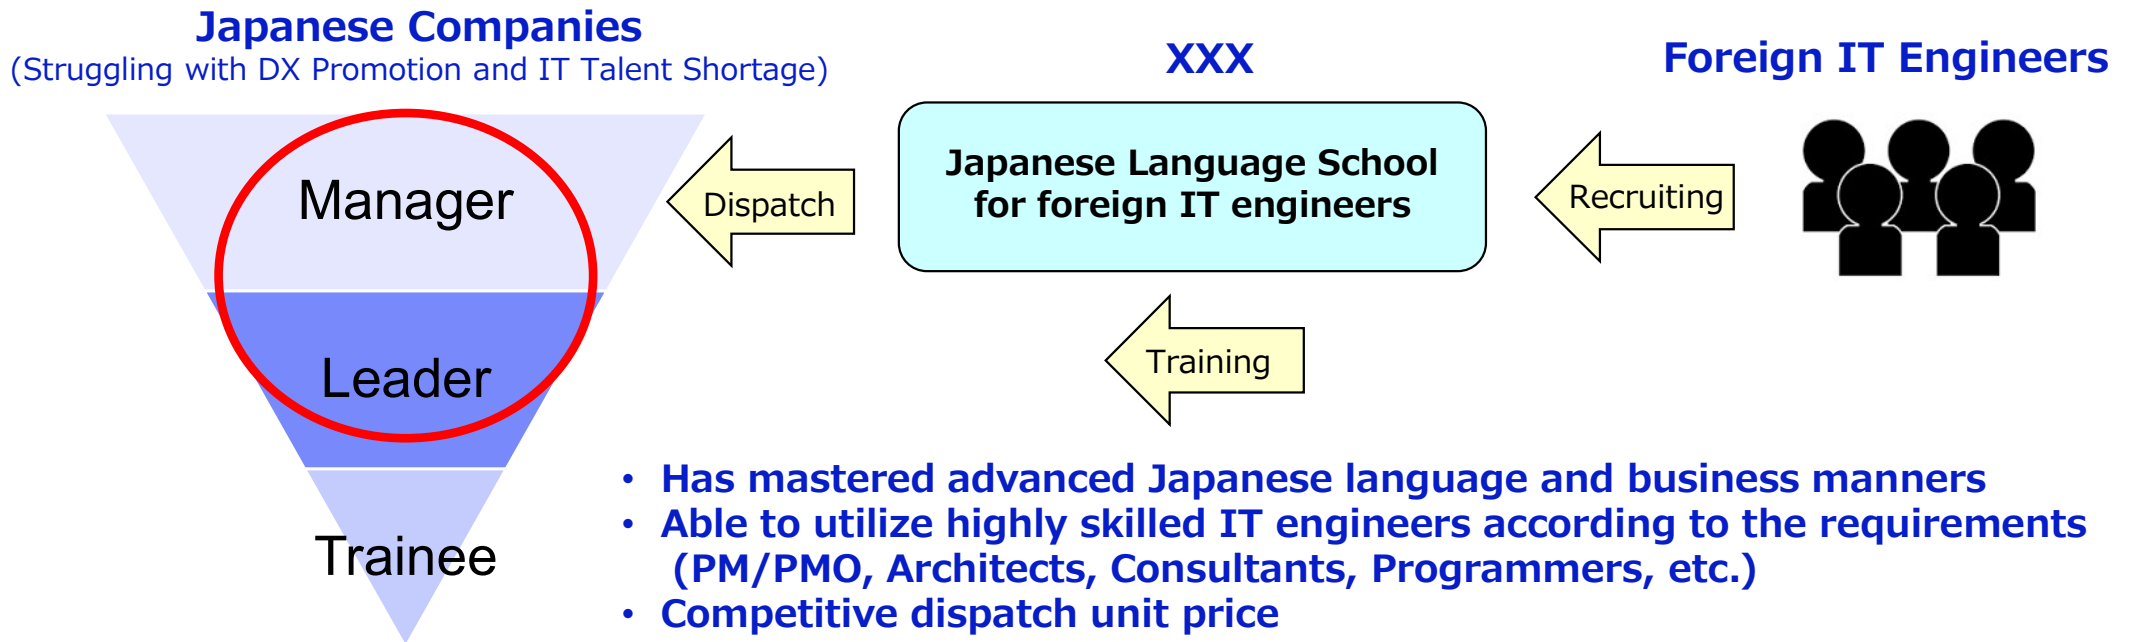 Japanese Companies
(Struggling with DX Promotion and IT Talent Shortage)
Manager
Leader
Trainee
Dispatch
XXX
Japanese Language School
for foreign IT engineers
Training
Recruiting
Foreign IT Engineers
• Has mastered advanced Japanese language and business manners
• Able to utilize highly skilled IT engineers according to the requirements
(PM/PMO, Architects, Consultants, Programmers, etc.)
• Competitive dispatch unit price